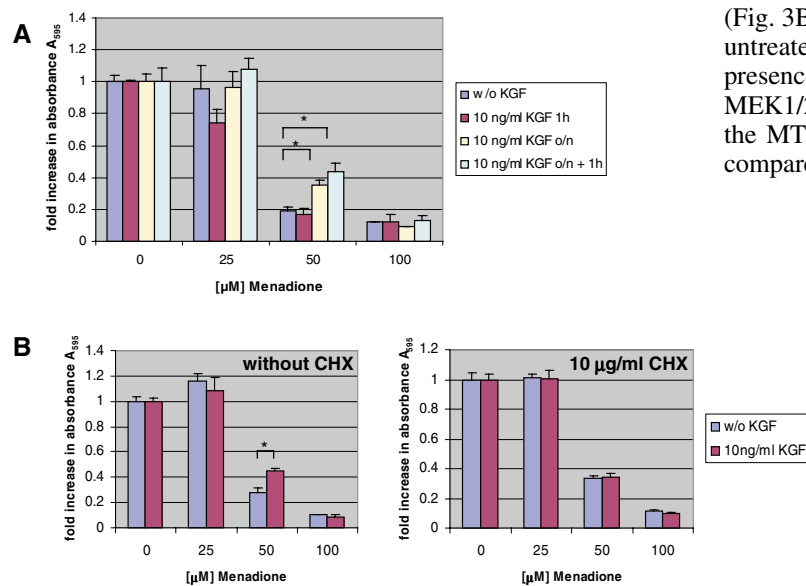 A
fold increase in absorbance A595
1.4
1.2
1
0.8
0.6
0.4
0.2
0
*
*
0 25 50 100
[µM] Menadione
w/o KGF
10 ng/ml KGF 1h
10 ng/ml KGF o/n
10 ng/ml KGF o/n + 1h
(Fig. 3B
untreate
presenc
MEK1/2
the MT
compare
B
fold increase in absorbance A595
1.4
1.2
1
0.8
0.6
0.4
0.2
0
without CHX
*
0 25 50 100
[µM] Menadione
fold increase in absorbance A595
1.2
1
0.8
0.6
0.4
0.2
0
10 µg/ml CHX
0 25 50 100
[µM] Menadione
w/o KGF
10ng/ml KGF